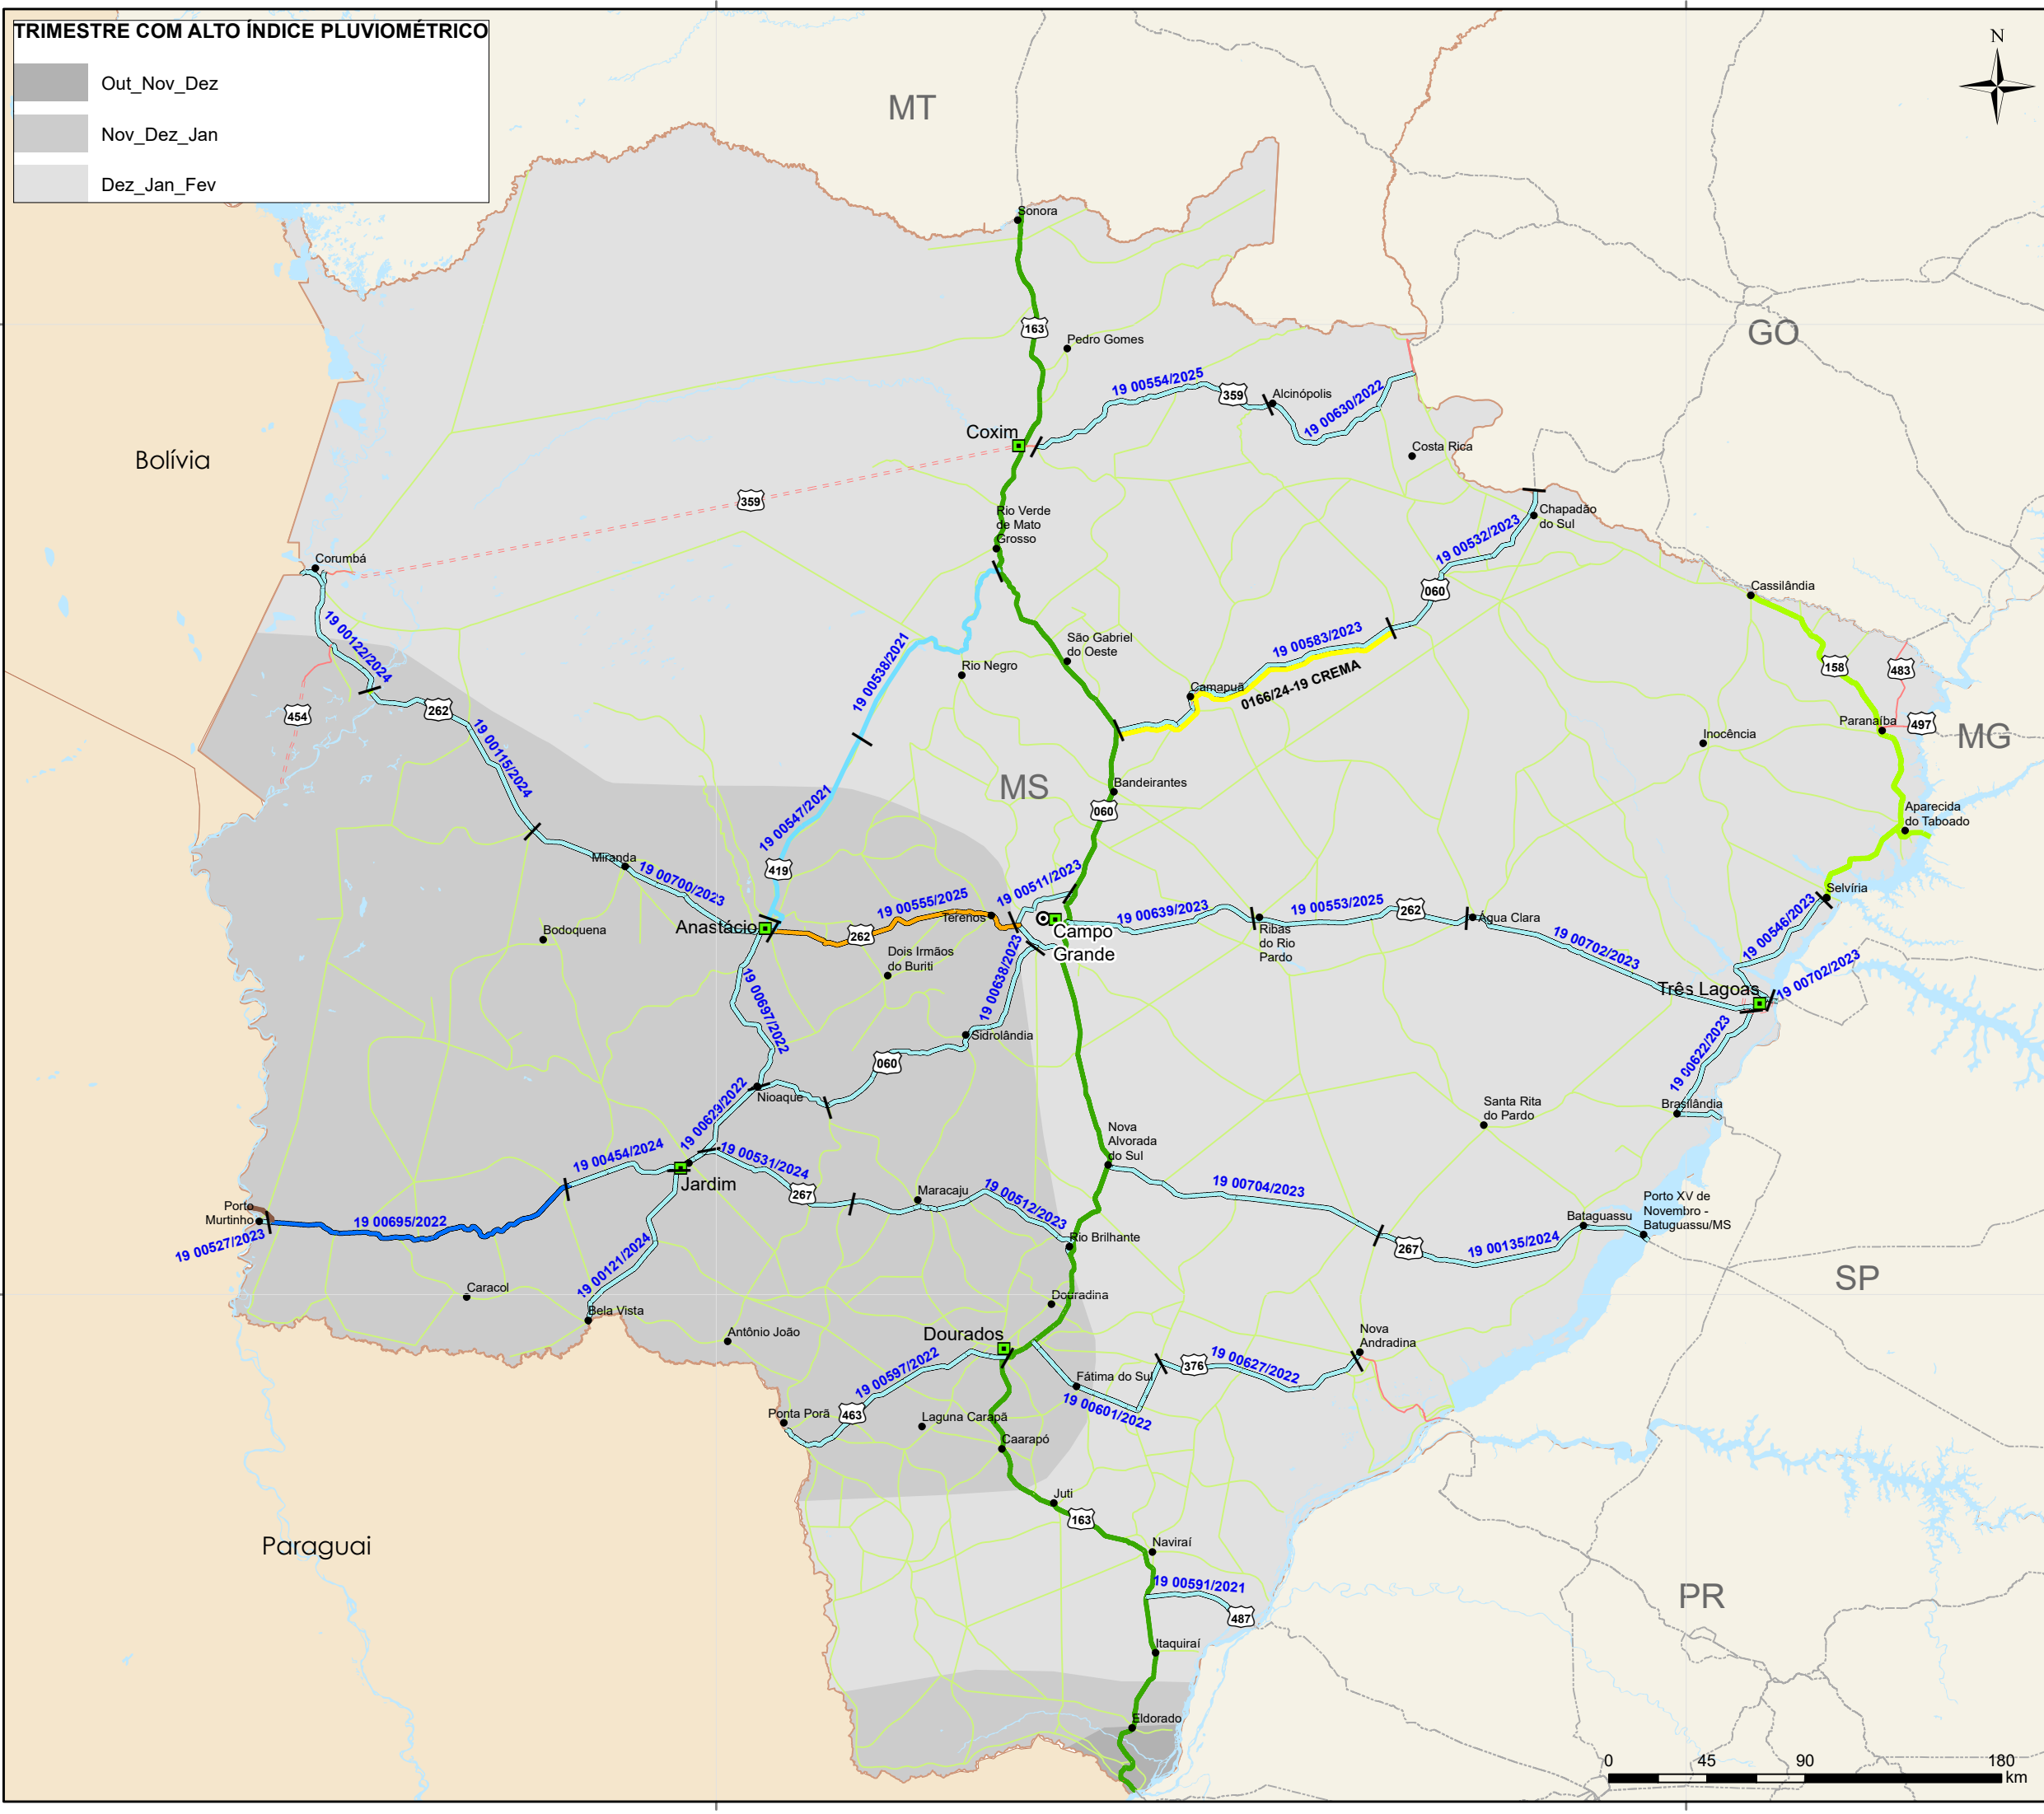 TRIMESTRE COM ALTO ÍNDICE PLUVIOMÉTRICO
Out_Nov_Dez
Nov_Dez_Jan
Dez_Jan_Fev
N
MT
GO
MG
MS
SP
PR
Bolívia
Paraguai
Sonora
163
Pedro Gomes
19 00554/2025
359
Alcinópolis
19 00630/2022
Coxim
Costa Rica
359
Rio Verde
de Mato
Grosso
Chapadão
do Sul
19 00532/2023
060
Corumbá
Cassilândia
19 00122/2024
19 00538/2021
São Gabriel
do Oeste
19 00583/2023
0166/24-19 CREMA
Rio Negro
Camapuã
158
483
454
262
Paranaíba
497
19 00115/2024
Inocência
19 00547/2021
Bandeirantes
060
Aparecida
do Taboado
Miranda
19 00700/2023
419
19 00511/2023
Selvíria
19 00555/2025
Terenos
19 00639/2023
19 00553/2025
262
Água Clara
19 00546/2023
Anastácio
262
Campo
Grande
Ribas
do Rio
Pardo
19 00702/2023
19 00702/2023
Bodoquena
Dois Irmãos
do Buriti
19 00638/2023
Três Lagoas
19 00697/2022
Sidrolândia
19 00622/2023
060
Nioaque
19 00629/2022
Brasilândia
Santa Rita
do Pardo
Nova
Alvorada
do Sul
19 00454/2024
19 00531/2024
Jardim
267
Maracaju
19 00512/2023
19 00704/2023
Porto
Murtinho
19 00695/2022
19 00527/2023
Rio Brilhante
Bataguassu
Porto XV de
Novembro -
Batuguassu/MS
267
19 00135/2024
19 00121/2024
Caracol
Bela Vista
Douradina
Antônio João
Dourados
Nova
Andradina
19 00597/2022
376
19 00627/2022
Fátima do Sul
19 00601/2022
Ponta Porã
463
Laguna Carapã
Caarapó
Juti
163
Naviraí
19 00591/2021
487
Itaquiraí
Eldorado
0 45 90 180
km